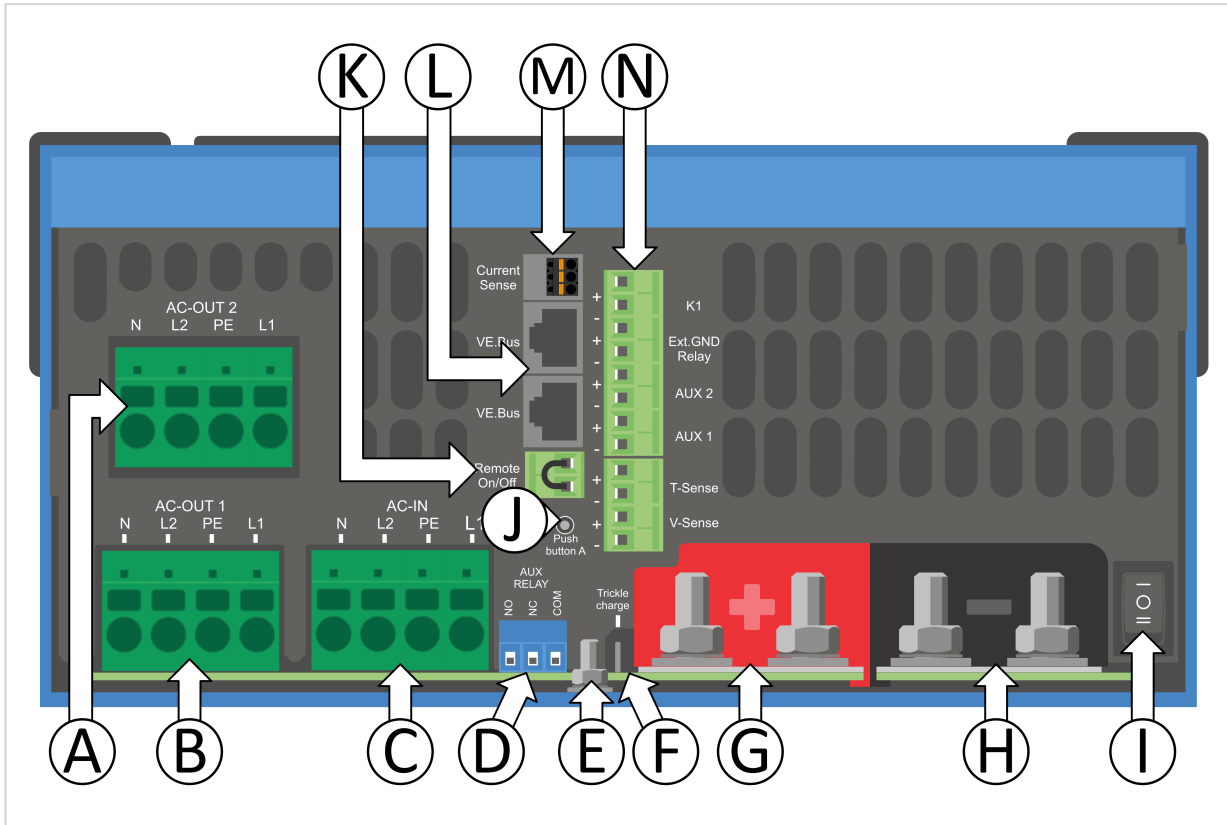 K L M N
Current
Sense
+
K1
-
AC-OUT 2
N L2 PE L1
VE.Bus
+
Ext.GND
Relay
-
+
AUX 2
-
VE.Bus
+
AUX 1
-
A
Remote
On/Off
+
T-Sense
-
AC-OUT 1
N L2 PE L1
AC-IN
N L2 PE L1
J
Push
button A
+
V-Sense
-
AUX
RELAY
NO NC COM
Trickle
charge
+
-
I O II
B C D E F G H I